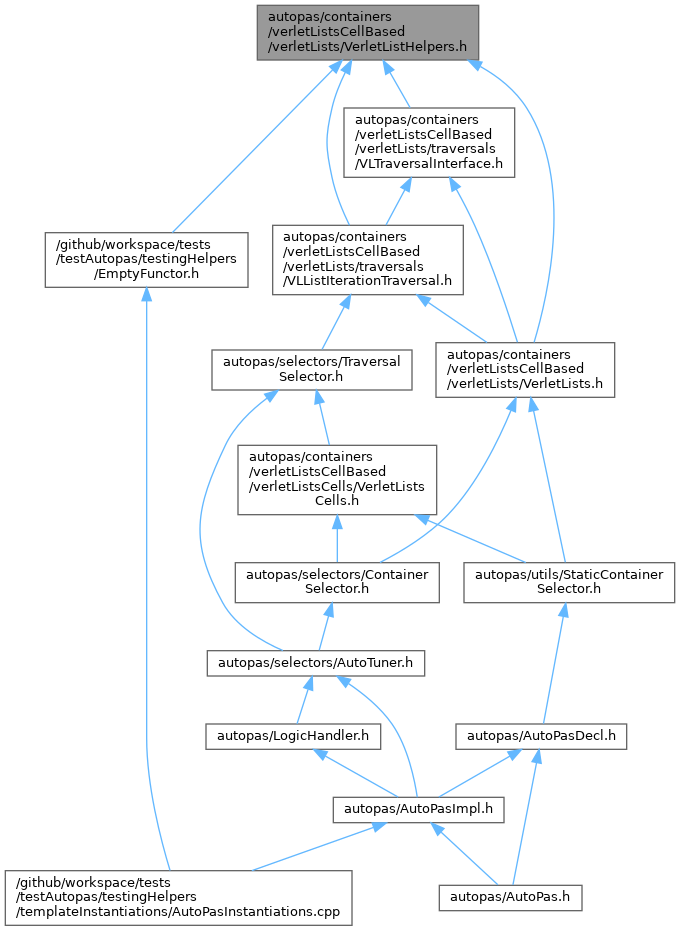 autopas/containers
/verletListsCellBased
/verletLists/VerletListHelpers.h
autopas/containers
/verletListsCellBased
/verletLists/traversals
/VLTraversalInterface.h
/github/workspace/tests
/testAutopas/testingHelpers
/EmptyFunctor.h
autopas/containers
/verletListsCellBased
/verletLists/traversals
/VLListIterationTraversal.h
autopas/selectors/Traversal
Selector.h
autopas/containers
/verletListsCellBased
/verletLists/VerletLists.h
autopas/containers
/verletListsCellBased
/verletListsCells/VerletLists
Cells.h
autopas/selectors/Container
Selector.h
autopas/utils/StaticContainer
Selector.h
autopas/selectors/AutoTuner.h
autopas/LogicHandler.h
autopas/AutoPasDecl.h
autopas/AutoPasImpl.h
/github/workspace/tests
/testAutopas/testingHelpers
/templateInstantiations/AutoPasInstantiations.cpp
autopas/AutoPas.h